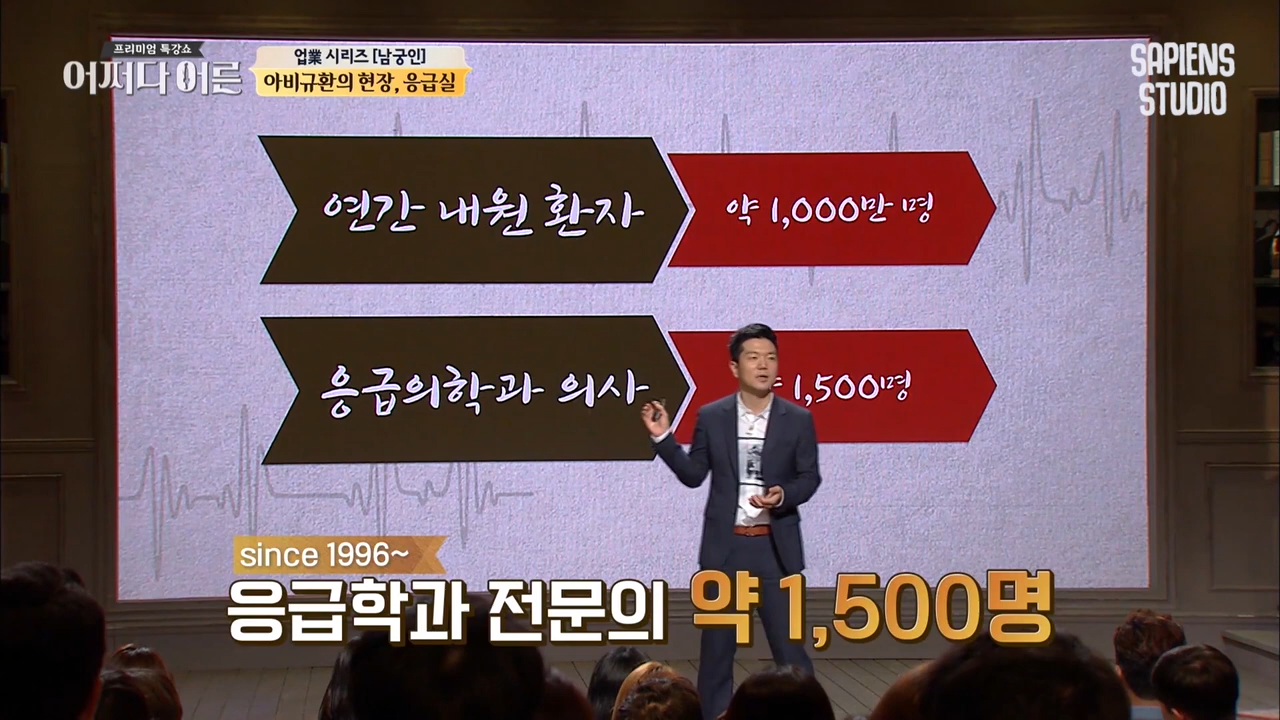 프리미엄 특강쇼
어쩌다 어른
업業 시리즈 [남궁인]
아비규환의 현장, 응급실
SAPIENS
STUDIO
연간 내원 환자
약 1,000만 명
응급의학과 의사
1,500명
since 1996~
응급학과 전문의 약 1,500명